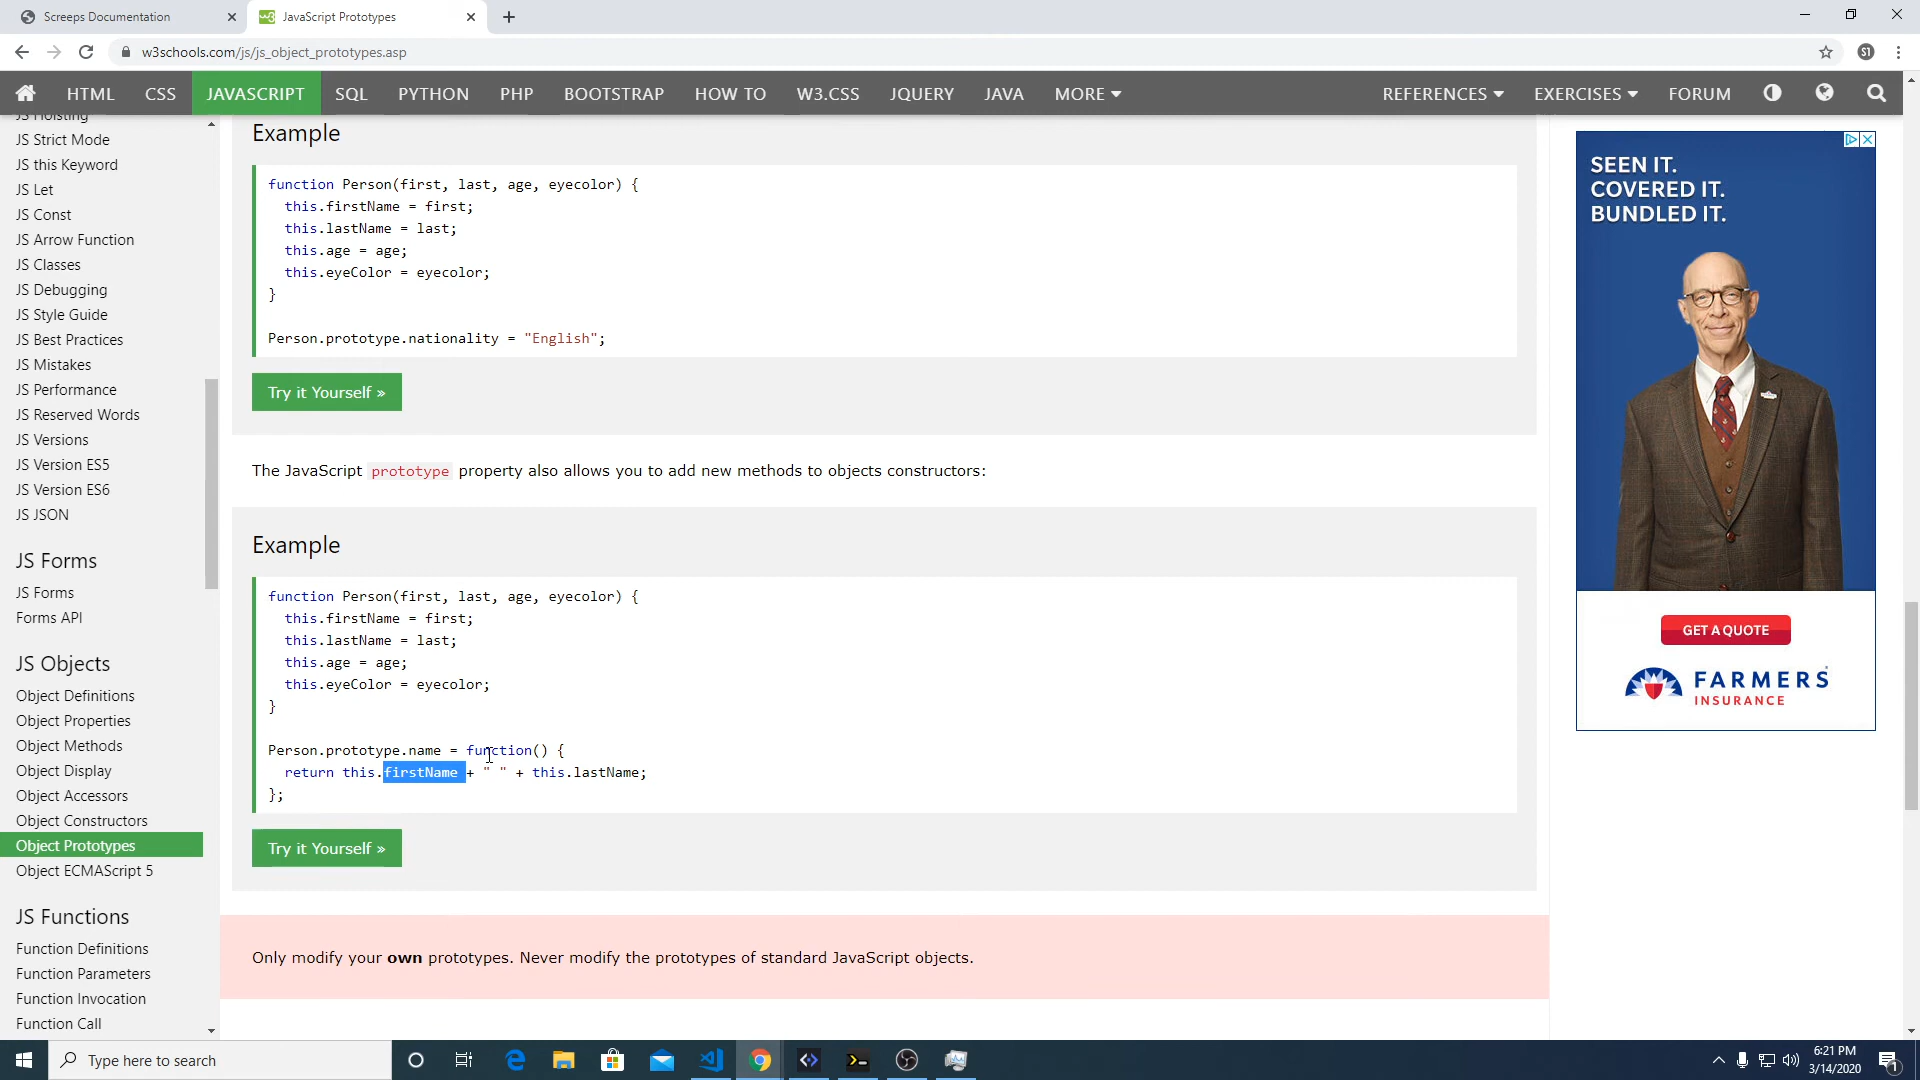 Screeps Documentation
JavaScript Prototypes
w3schools.com/js/js_object_prototypes.asp
S1
HTML CSS JAVASCRIPT SQL PYTHON PHP BOOTSTRAP HOW TO W3.CSS JQUERY JAVA MORE REFERENCES EXERCISES FORUM
JS Hoisting
JS Strict Mode
JS this Keyword
JS Let
JS Const
JS Arrow Function
JS Classes
JS Debugging
JS Style Guide
JS Best Practices
JS Mistakes
JS Performance
JS Reserved Words
JS Versions
JS Version ES5
JS Version ES6
JS JSON
JS Forms
JS Forms
Forms API
JS Objects
Object Definitions
Object Properties
Object Methods
Object Display
Object Accessors
Object Constructors
Object Prototypes
Object ECMAScript 5
JS Functions
Function Definitions
Function Parameters
Function Invocation
Function Call
Example
function Person(first, last, age, eyecolor) {
this.firstName = first;
this.lastName = last;
this.age = age;
this.eyeColor = eyecolor;
}
Person.prototype.nationality = "English";
Try it Yourself »
The JavaScript prototype property also allows you to add new methods to objects constructors:
Example
function Person(first, last, age, eyecolor) {
this.firstName = first;
this.lastName = last;
this.age = age;
this.eyeColor = eyecolor;
}
Person.prototype.name = function() {
return this.firstName + " " + this.lastName;
};
Try it Yourself »
Only modify your own prototypes. Never modify the prototypes of standard JavaScript objects.
SEEN IT.
COVERED IT.
BUNDLED IT.
GET A QUOTE
FARMERS
INSURANCE
Type here to search
6:21 PM
3/14/2020
1